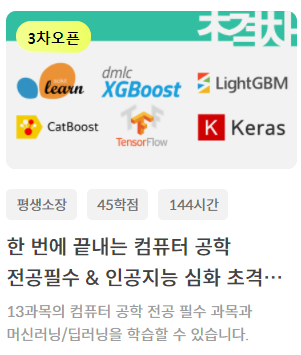 초격차
3차오픈
learn
dmlc
XGBoost
LightGBM
CatBoost
TensorFlow
Keras
평생소장
45학점
144시간
한 번에 끝내는 컴퓨터 공학
전공필수 & 인공지능 심화 초격…
13과목의 컴퓨터 공학 전공 필수 과목과
머신러닝/딥러닝을 학습할 수 있습니다.